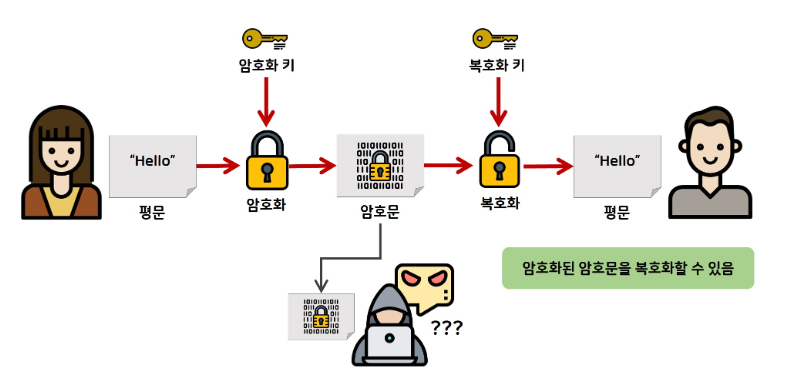 암호화 키
복호화 키
“Hello”
“Hello”
평문
암호화
암호문
복호화
평문
암호화된 암호문을 복호화할 수 있음
???